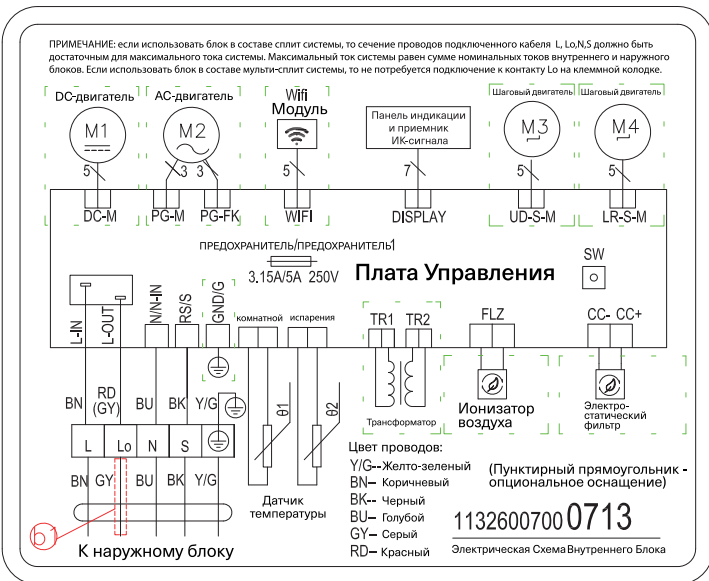 ПРИМЕЧАНИЕ: если использовать блок в составе сплит системы, то сечение проводов подключенного кабеля L, Lo,N,S должно быть
достаточным для максимального тока системы. Максимальный ток системы равен сумме номинальных токов внутреннего и наружного
блоков. Если использовать блок в составе мульти-сплит системы, то не потребуется подключение к контакту Lo на клеммной колодке.
DC-двигатель
AC-двигатель
Wifi
Модуль
Шаговый двигатель
Шаговый двигатель
Панель индикации
и приемник
ИК-сигнала
M1
M2
M3
M4
5
3
3
5
7
5
5
DC-M
PG-M
PG-FK
WIFI
DISPLAY
UD-S-M
LR-S-M
ПРЕДОХРАНИТЕЛЬ/ПРЕДОХРАНИТЕЛЬ1
3.15A/5A 250V
Плата Управления
SW
L-IN
L-OUT
N/N-IN
RS/S
GND/G
комнатной
испарения
TR1
TR2
FLZ
CC-
CC+
BN
RD
(GY)
BU
BK
Y/G
θ1
θ2
Трансформатор
Ионизатор
воздуха
Электро-
статический
фильтр
L
Lo
N
S
BN
GY
BU
BK
Y/G
Датчик
температуры
b1
К наружному блоку
Цвет проводов:
Y/G--Желто-зеленый
BN– Коричневый
BK-- Черный
BU– Голубой
GY– Серый
RD– Красный
(Пунктирный прямоугольник -
опциональное оснащение)
1132600700 0713
Электрическая Схема Внутреннего Блока